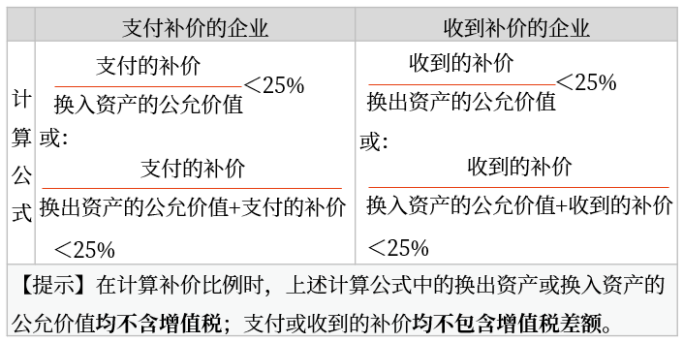 支付补价的企业
收到补价的企业
计算公式
支付的补价
换入资产的公允价值
＜25%
或：
支付的补价
换出资产的公允价值+支付的补价
＜25%
收到的补价
换出资产的公允价值
＜25%
或：
收到的补价
换入资产的公允价值+收到的补价
＜25%
【提示】在计算补价比例时，上述计算公式中的换出资产或换入资产的
公允价值均不含增值税；支付或收到的补价均不包含增值税差额。